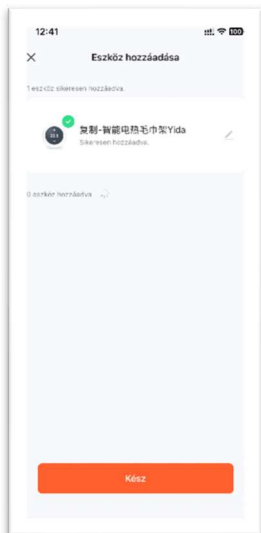 12:41
100
Eszköz hozzáadása
1 eszköz sikeresen hozzáadva.
复制-智能电热毛巾架Yida
Sikeresen hozzáadva.
0 eszköz hozzáadva
Kész